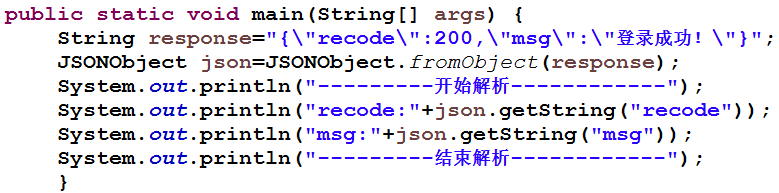 public static void main(String[] args) {
    String response="{\"recode\":200,\"msg\":\"登录成功！\"}";
    JSONObject json=JSONObject.fromObject(response);
    System.out.println("---------开始解析------------");
    System.out.println("recode:"+json.getString("recode"));
    System.out.println("msg:"+json.getString("msg"));
    System.out.println("---------结束解析------------");
    }